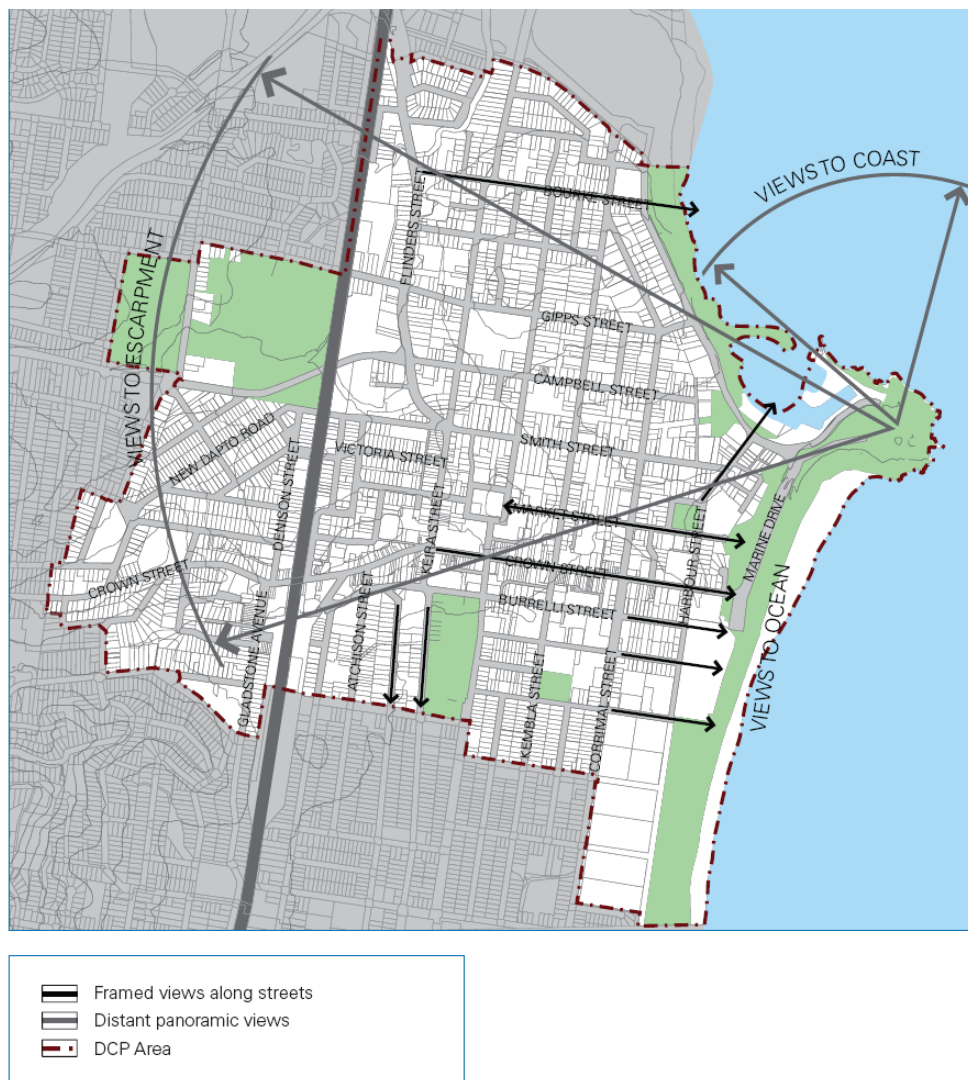 VIEWS TO COAST
BOURKE STREET
FLINDERS STREET
VIEWS TO ESCARPMENT
GIPPS STREET
CAMPBELL STREET
NEW DAPTO ROAD
SMITH STREET
VICTORIA STREET
DENISON STREET
KEIRA STREET
MARKET STREET
HARBOUR STREET
MARINE DRIVE
CROWN STREET
CROWN STREET
BURRELLI STREET
ATCHISON STREET
GLADSTONE AVENUE
KEMBLA STREET
CORRIMAL STREET
VIEWS TO OCEAN
Framed views along streets
Distant panoramic views
DCP Area